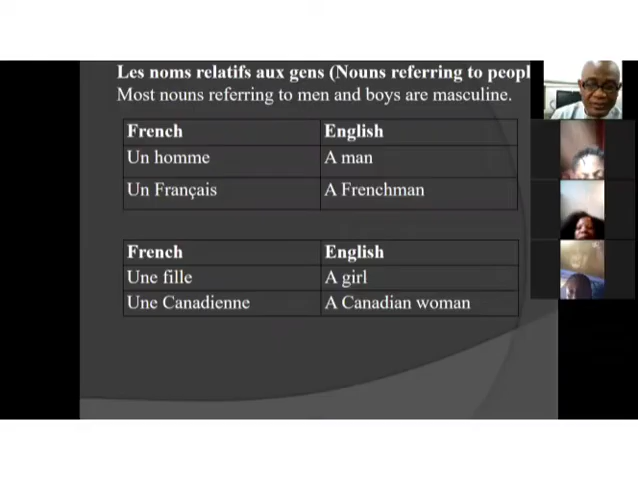 Les noms relatifs aux gens (Nouns referring to peopl
Most nouns referring to men and boys are masculine.
French English
Un homme A man
Un Français A Frenchman
French English
Une fille A girl
Une Canadienne A Canadian woman